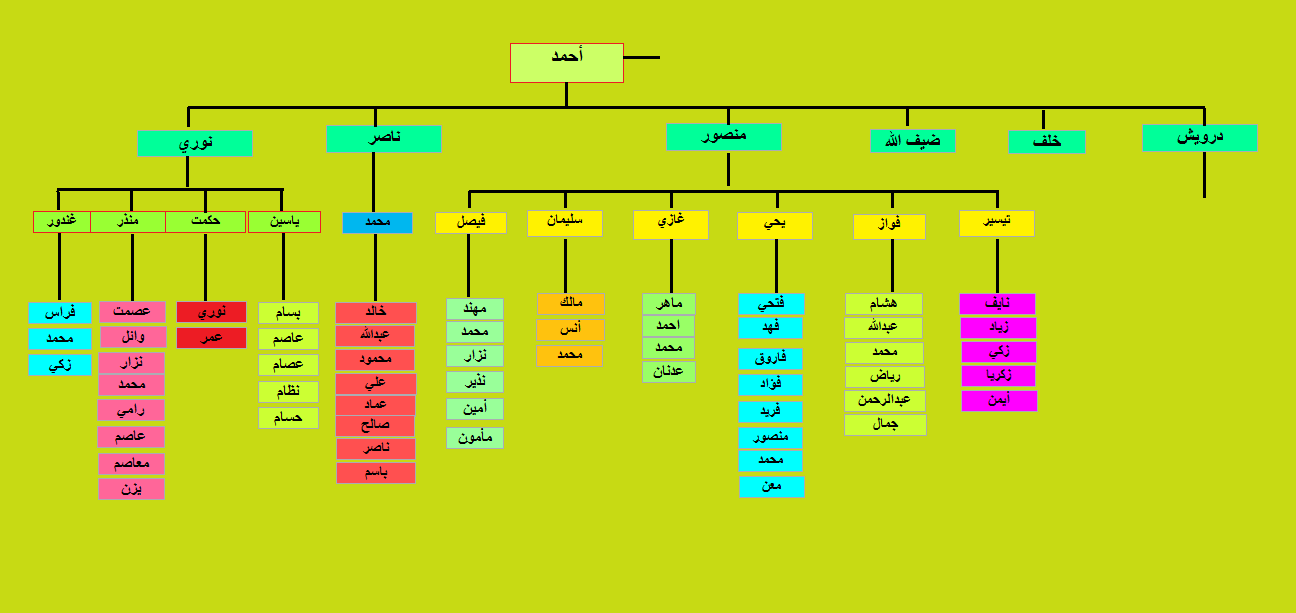 أحمد
درويش
خلف
ضيف الله
منصور
ناصر
نوري
تيسير
فواز
يحي
غازي
سليمان
فيصل
محمد
ياسين
حكمت
منذر
غندور
نايف
زياد
زكي
زكريا
أيمن
هشام
عبدالله
محمد
رياض
عبدالرحمن
جمال
فتحي
فهد
فاروق
فؤاد
فريد
منصور
محمد
معن
ماهر
احمد
محمد
عدنان
مالك
أنس
محمد
مهند
محمد
نزار
نذير
أمين
مأمون
خالد
عبدالله
محمود
علي
عماد
صالح
ناصر
باسم
بسام
عاصم
عصام
نظام
حسام
نوري
عمر
عصمت
وائل
نزار
محمد
رامي
عاصم
معاصم
يزن
فراس
محمد
زكي